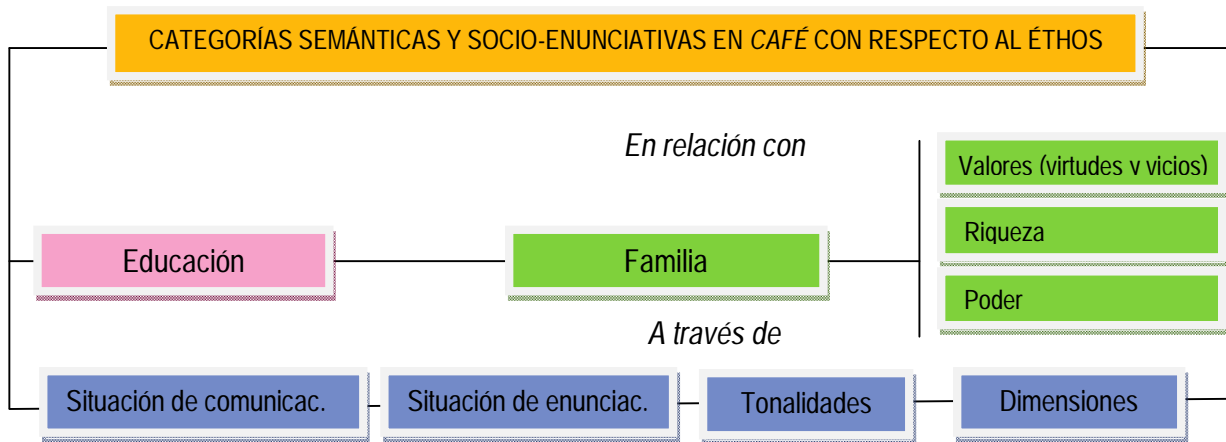 CATEGORÍAS SEMÁNTICAS Y SOCIO-ENUNCIATIVAS EN CAFÉ CON RESPECTO AL ÉTHOS
En relación con
Valores (virtudes y vicios)
Riqueza
Educación
Familia
Poder
A través de
Situación de comunicac.
Situación de enunciac.
Tonalidades
Dimensiones